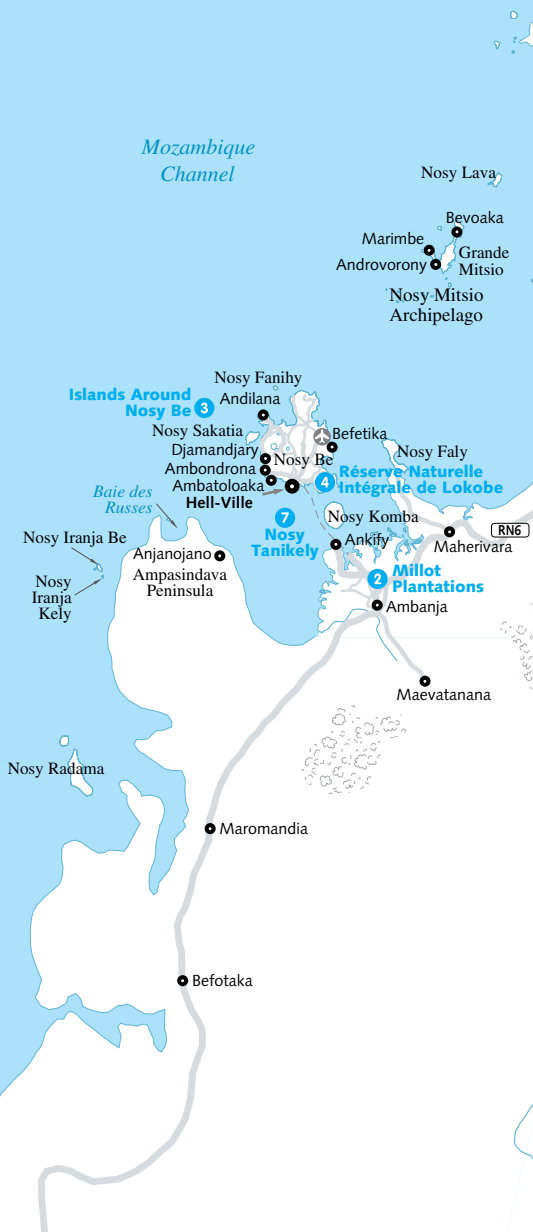 Mozambique
Channel
Nosy Lava
Bevoaka
Marimbe
Grande
Mitsio
Androvorony
Nosy Mitsio
Archipelago
Nosy Fanihy
Islands Around
Nosy Be
3
Andilana
Nosy Sakatia
Befetika
Djamandjary
Nosy Be
Nosy Faly
Ambondrona
4
Réserve Naturelle
Intégrale de Lokobe
Ambatoloaka
Hell-Ville
Baie des
Russes
7
Nosy
Tanikely
Nosy Komba
RN6
Nosy Iranja Be
Ankify
Maherivara
Anjanojano
Nosy
Iranja
Kely
Ampasindava
Peninsula
2
Millot
Plantations
Ambanja
Maevatanana
Nosy Radama
Maromandia
Befotaka